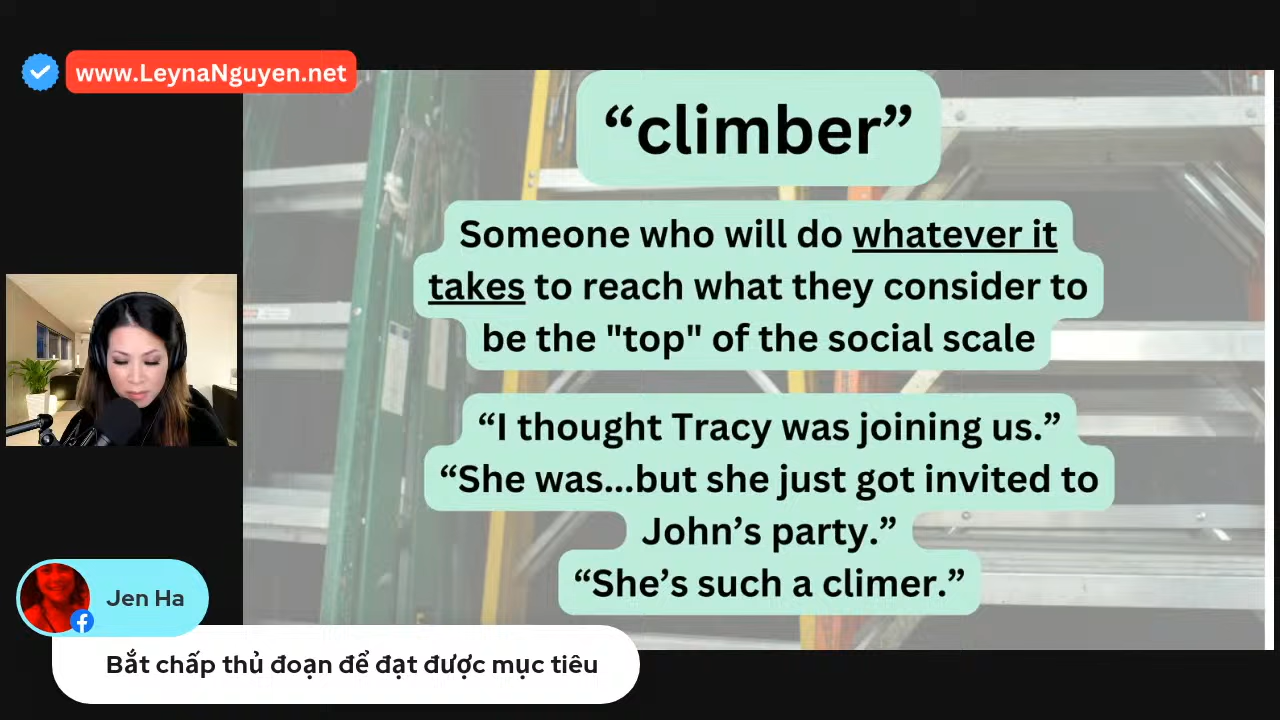 www.LeynaNguyen.net
“climber”
Someone who will do whatever it
takes to reach what they consider to
be the "top" of the social scale
“I thought Tracy was joining us.”
“She was...but she just got invited to
John’s party.”
“She’s such a climer.”
Jen Ha
Bắt chấp thủ đoạn để đạt được mục tiêu